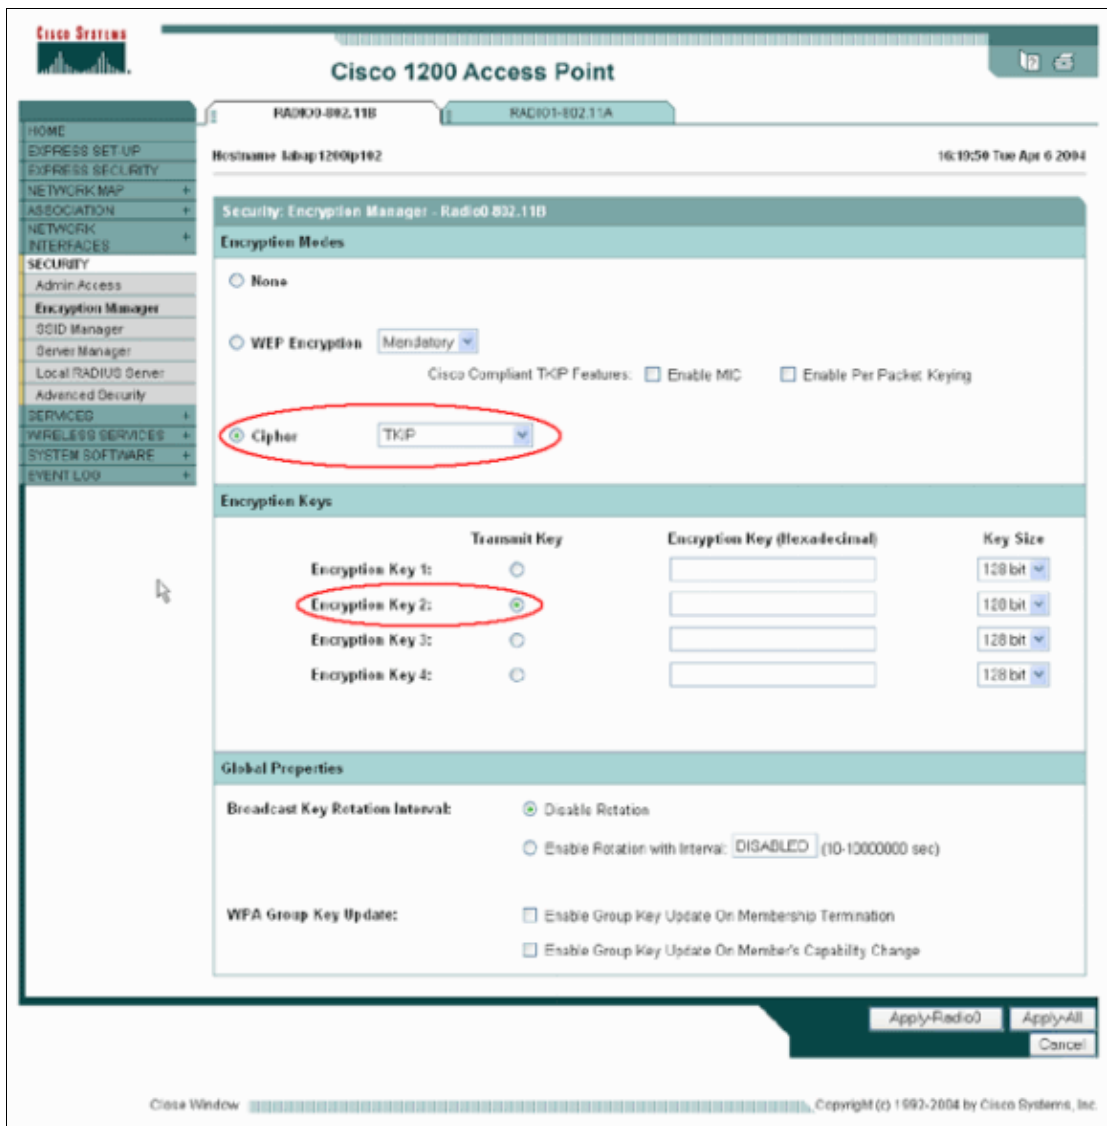 Cisco Systems
Cisco 1200 Access Point
RADIO0-802.11B
RADIO1-802.11A
HOME
EXPRESS SET-UP
EXPRESS SECURITY
NETWORK MAP +
ASSOCIATION +
NETWORK INTERFACES +
SECURITY
Admin Access
Encryption Manager
SSID Manager
Server Manager
Local RADIUS Server
Advanced Security
SERVICES +
WIRELESS SERVICES +
SYSTEM SOFTWARE +
EVENT LOG +
Hostname labap1200ip102
16:19:50 Tue Apr 6 2004
Security: Encryption Manager - Radio0 802.11B
Encryption Modes
None
WEP Encryption Mandatory
Cisco Compliant TKIP Features: Enable MIC Enable Per Packet Keying
Cipher TKIP
Encryption Keys
Transmit Key Encryption Key (Hexadecimal) Key Size
Encryption Key 1: 128 bit
Encryption Key 2: 128 bit
Encryption Key 3: 128 bit
Encryption Key 4: 128 bit
Global Properties
Broadcast Key Rotation Interval: Disable Rotation
Enable Rotation with Interval: DISABLED (10-10000000 sec)
WPA Group Key Update: Enable Group Key Update On Membership Termination
Enable Group Key Update On Member's Capability Change
Apply-Radio0 Apply-All
Cancel
Close Window
Copyright (c) 1992-2004 by Cisco Systems, Inc.